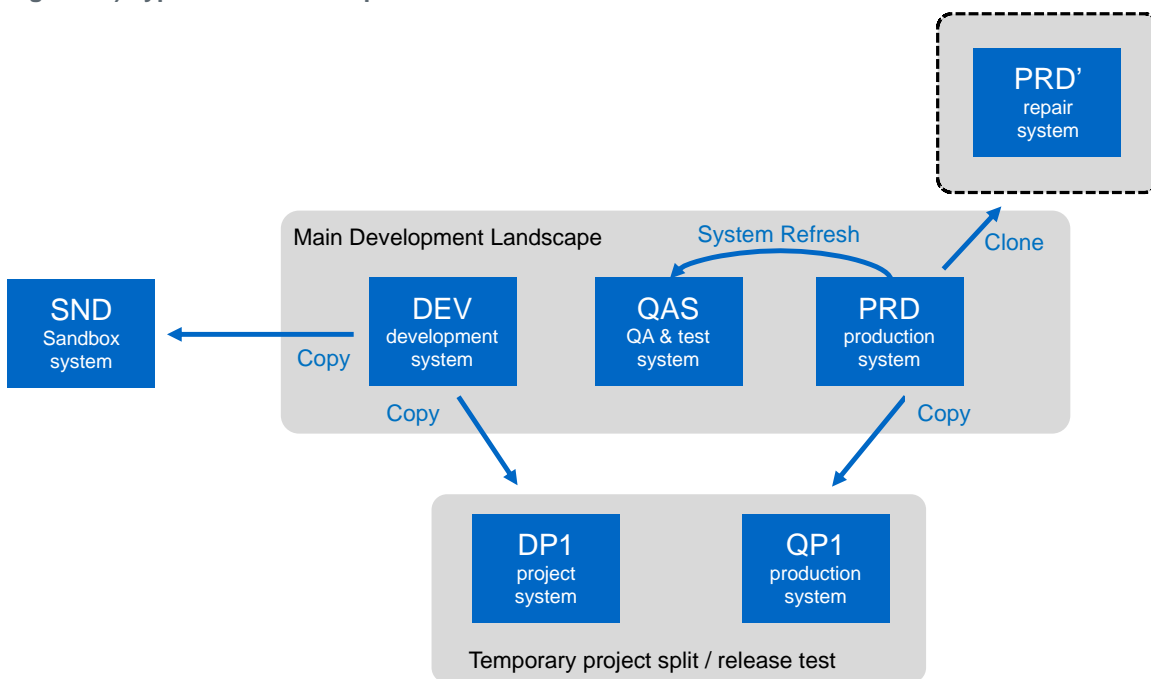 PRD’
repair
system
Main Development Landscape
System Refresh
Clone
SND
Sandbox
system
Copy
DEV
development
system
QAS
QA & test
system
PRD
production
system
Copy
Copy
DP1
project
system
QP1
production
system
Temporary project split / release test